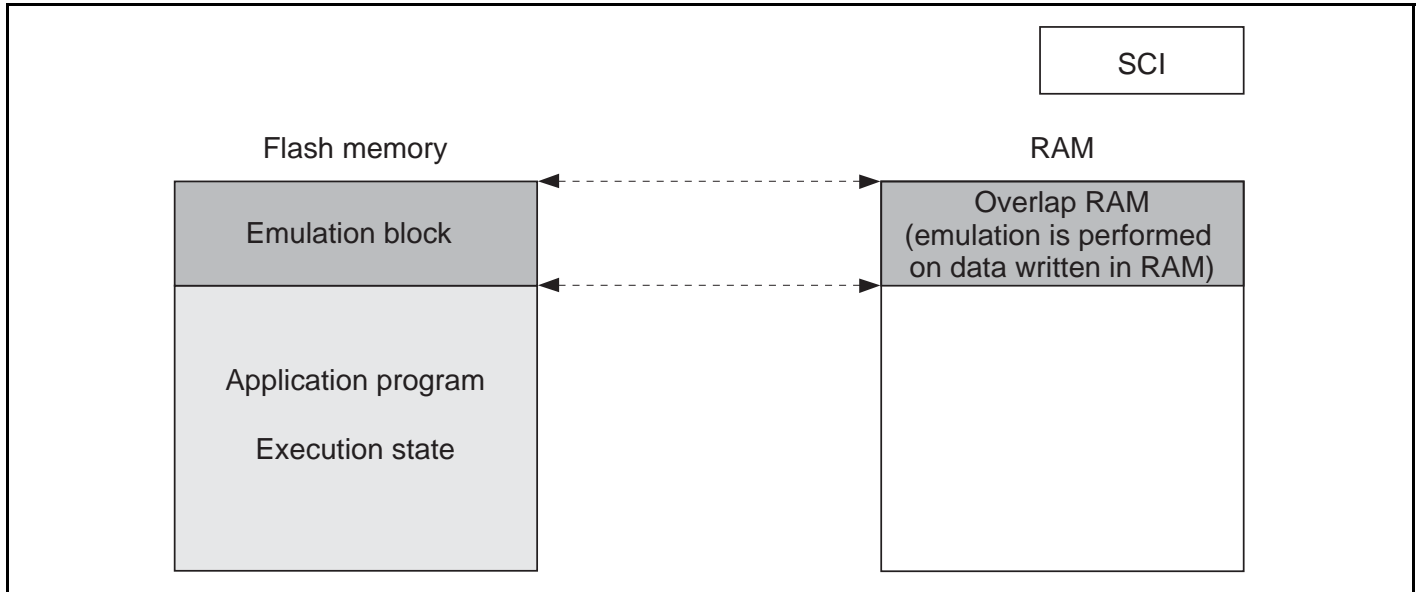 SCI
Flash memory
RAM
Emulation block
Overlap RAM
(emulation is performed
on data written in RAM)
Application program
Execution state